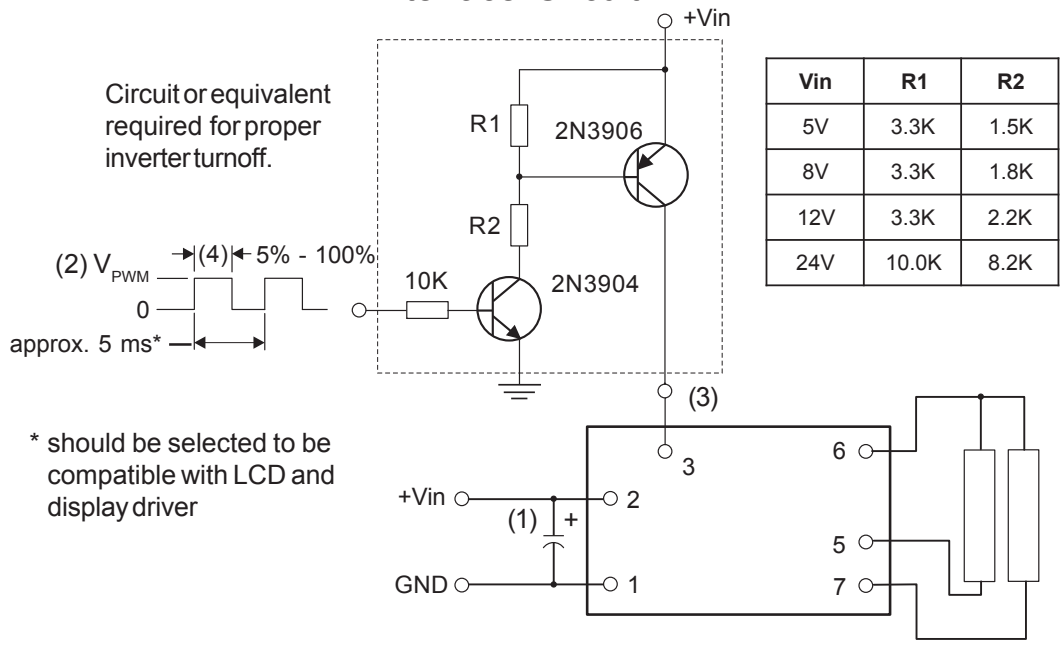 +Vin
Circuit or equivalent
required for proper
inverter turnoff.
R1
2N3906
R2
Vin R1 R2
5V 3.3K 1.5K
8V 3.3K 1.8K
12V 3.3K 2.2K
24V 10.0K 8.2K
(2) VPWM
(4)
5% - 100%
0
approx. 5 ms*
10K
2N3904
(3)
* should be selected to be
compatible with LCD and
display driver
3
6
+Vin
(1)
+
2
5
GND
1
7